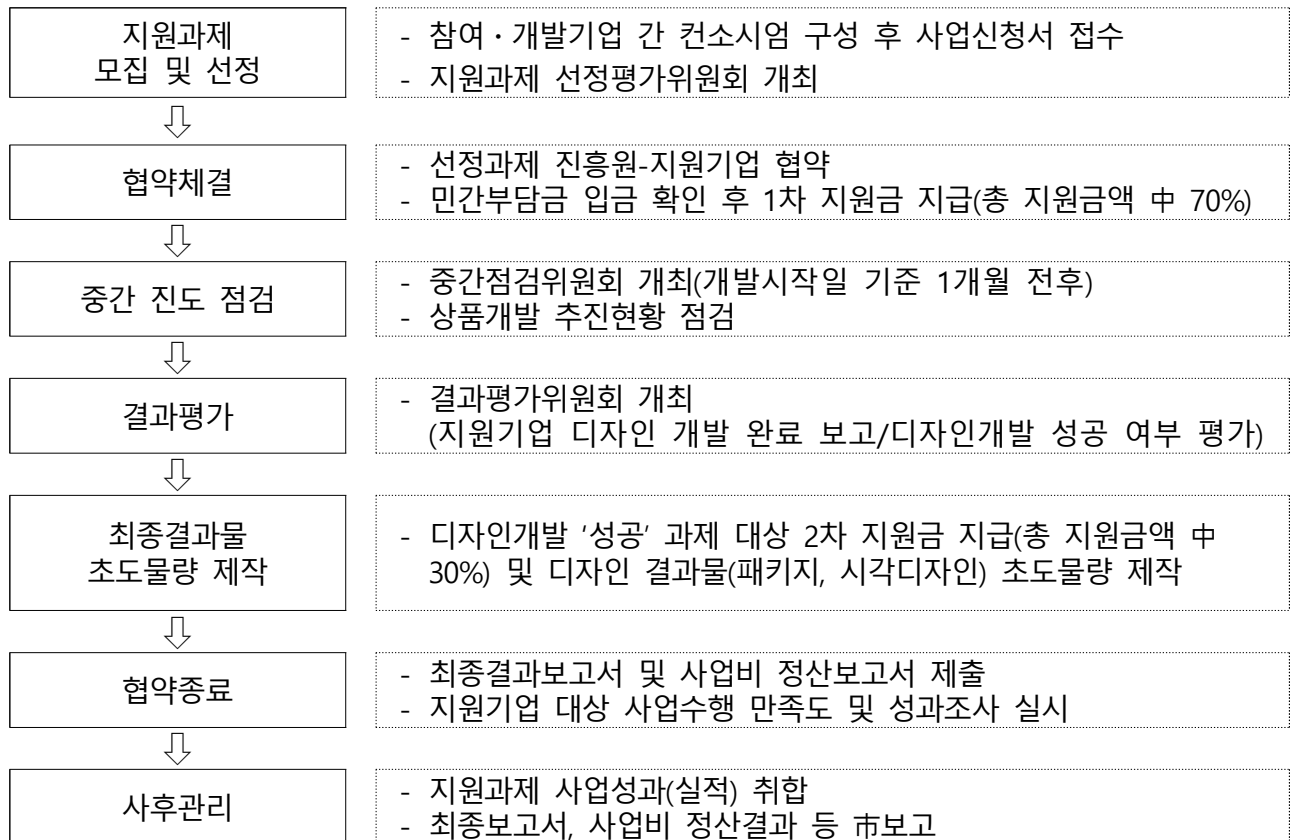 지원과제
모집 및 선정
- 참여·개발기업 간 컨소시엄 구성 후 사업신청서 접수
- 지원과제 선정평가위원회 개최
협약체결
- 선정과제 진흥원-지원기업 협약
- 민간부담금 입금 확인 후 1차 지원금 지급(총 지원금액 中 70%)
중간 진도 점검
- 중간점검위원회 개최(개발시작일 기준 1개월 전후)
- 상품개발 추진현황 점검
결과평가
- 결과평가위원회 개최
(지원기업 디자인 개발 완료 보고/디자인개발 성공 여부 평가)
최종결과물
초도물량 제작
- 디자인개발 ‘성공’ 과제 대상 2차 지원금 지급(총 지원금액 中
30%) 및 디자인 결과물(패키지, 시각디자인) 초도물량 제작
협약종료
- 최종결과보고서 및 사업비 정산보고서 제출
- 지원기업 대상 사업수행 만족도 및 성과조사 실시
사후관리
- 지원과제 사업성과(실적) 취합
- 최종보고서, 사업비 정산결과 등 市보고